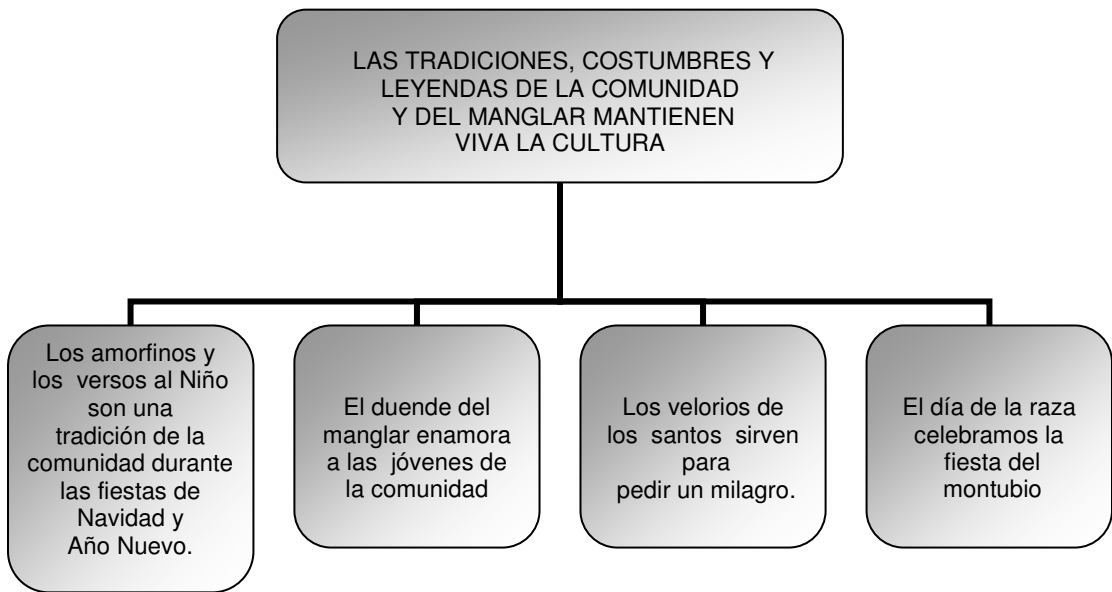 LAS TRADICIONES, COSTUMBRES Y
LEYENDAS DE LA COMUNIDAD
Y DEL MANGLAR MANTIENEN
VIVA LA CULTURA
Los amorfinos y
los versos al Niño
son una
tradición de la
comunidad durante
las fiestas de
Navidad y
Año Nuevo.
El duende del
manglar enamora
a las jóvenes de
la comunidad
Los velorios de
los santos sirven
para
pedir un milagro.
El día de la raza
celebramos la
fiesta del
montubio